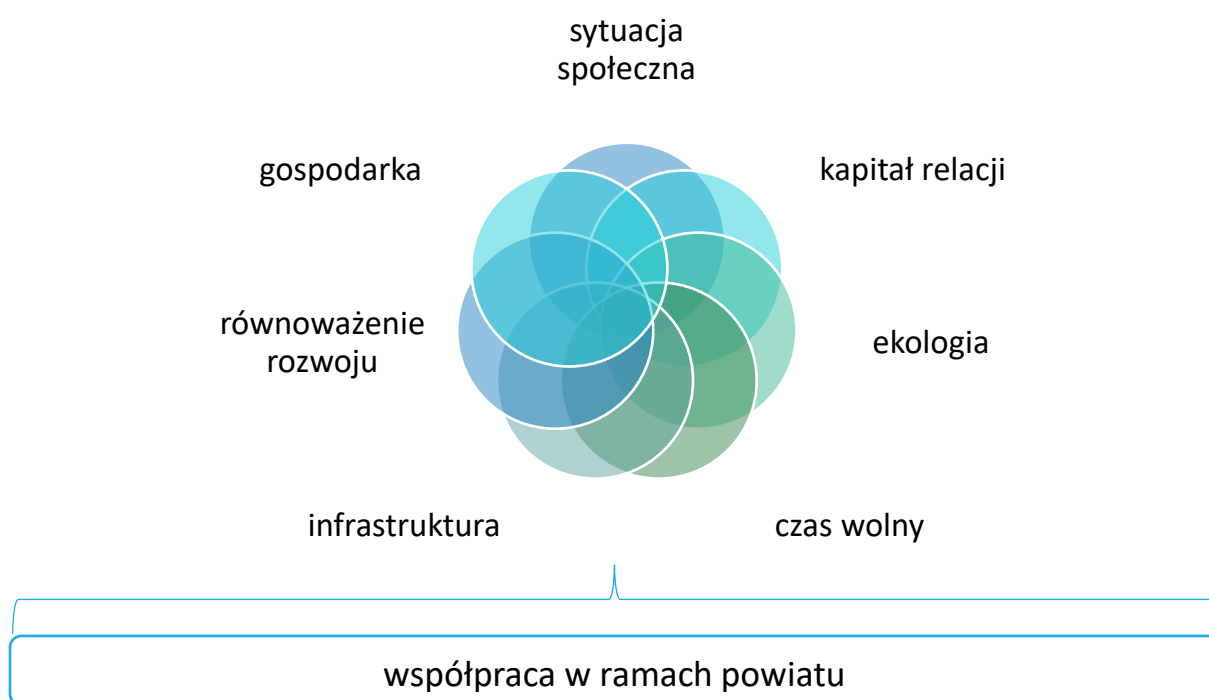 sytuacja
społeczna
gospodarka
kapitał relacji
równoważenie
rozwoju
ekologia
infrastruktura
czas wolny
współpraca w ramach powiatu